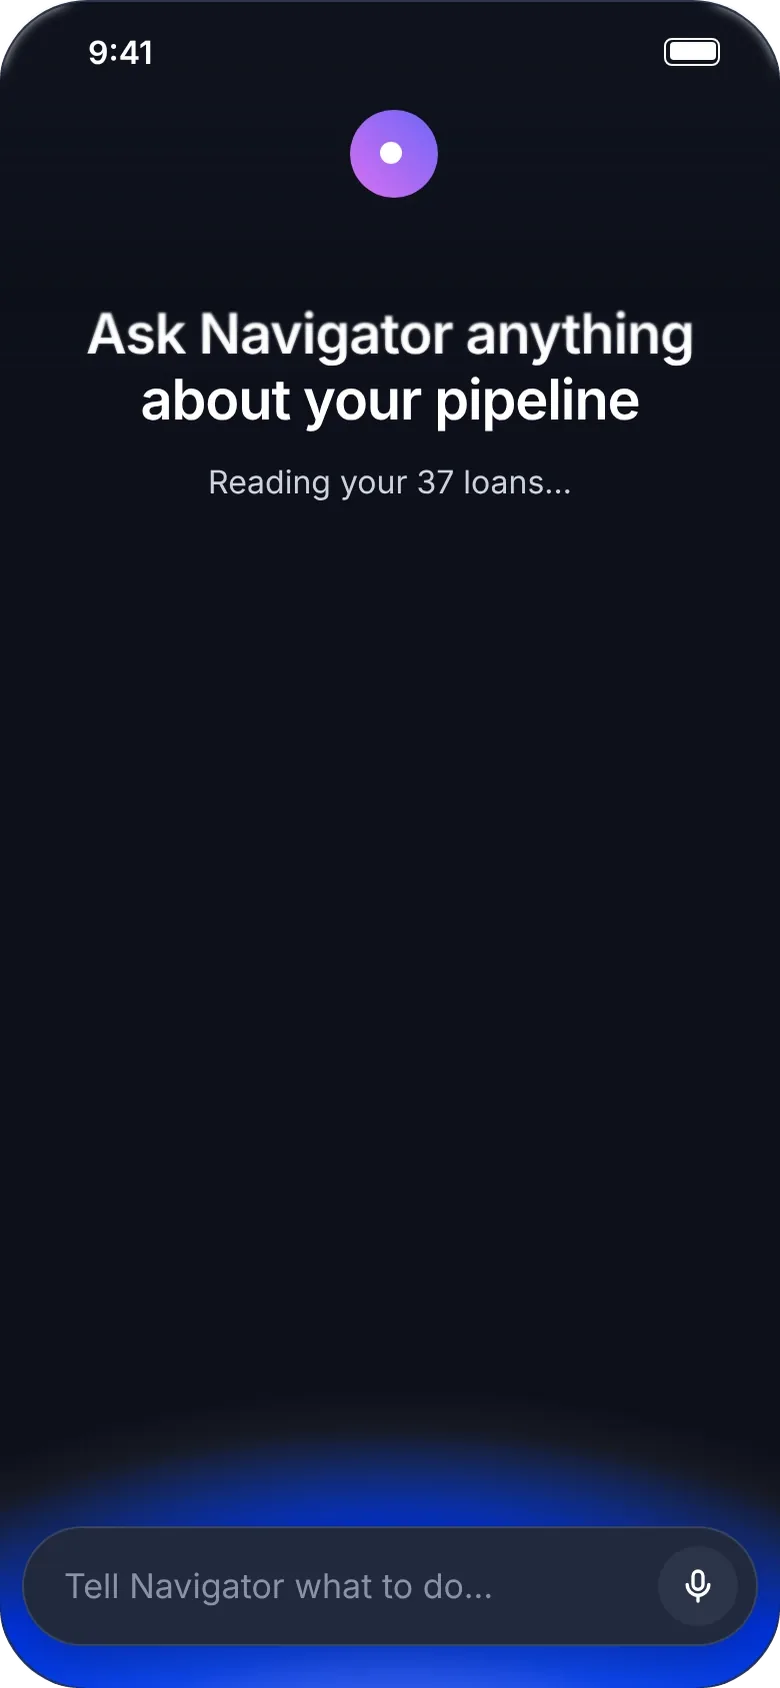 9:41
Ask Navigator anything
about your pipeline
Reading your 37 loans...
Tell Navigator what to do...